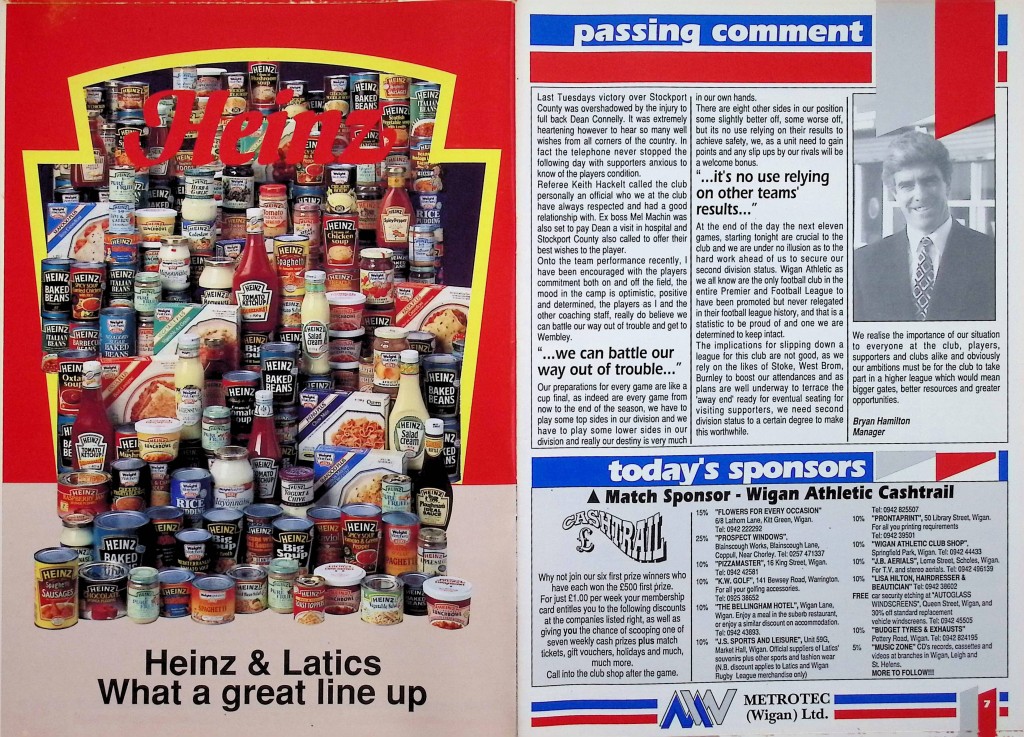 Heinz
Heinz & Latics
What a great line up
passing comment
Last Tuesdays victory over Stockport
County was overshadowed by the injury to
full back Dean Connelly. It was extremely
heartening however to hear so many well
wishes from all corners of the country. In
fact the telephone never stopped the
following day with supporters anxious to
know of the players condition.
Referee Keith Hackelt called the club
personally an official who we at the club
have always respected and had a good
relationship with. Ex boss Mel Machin was
also set to pay Dean a visit in hospital and
Stockport County also called to offer their
best wishes to the player.
Onto the team performance recently, I
have been encouraged with the players
commitment both on and off the field, the
mood in the camp is optimistic, positive
and determined, the players as I and the
other coaching staff, really do believe we
can battle our way out of trouble and get to
Wembley.
“...we can battle our
way out of trouble...”
Our preparations for every game are like a
cup final, as indeed are every game from
now to the end of the season, we have to
play some top sides in our division and we
have to play some lower sides in our
division and really our destiny is very much
in our own hands.
There are eight other sides in our position
some slightly better off, some worse off,
but its no use relying on their results to
achieve safety, we, as a unit need to gain
points and any slip ups by our rivals will be
a welcome bonus.
“...it's no use relying
on other teams'
results...”
At the end of the day the next eleven
games, starting tonight are crucial to the
club and we are under no illusion as to the
hard work ahead of us to secure our
second division status. Wigan Athletic as
we all know are the only football club in the
entire Premier and Football League to
have been promoted but never relegated
in their football league history, and that is a
statistic to be proud of and one we are
determined to keep intact.
The implications for slipping down a
league for this club are not good, as we
rely on the likes of Stoke, West Brom,
Burnley to boost our attendances and as
plans are well underway to terrace the
'away end' ready for eventual seating for
visiting supporters, we need second
division status to a certain degree to make
this worthwhile.
We realise the importance of our situation
to everyone at the club, players,
supporters and clubs alike and obviously
our ambitions must be for the club to take
part in a higher league which would mean
bigger gates, better resources and greater
opportunities.
Bryan Hamilton
Manager
today's sponsors
▲ Match Sponsor - Wigan Athletic Cashtrail
CASHTRAIL
£
Why not join our six first prize winners who
have each won the £500 first prize.
For just £1.00 per week your membership
card entitles you to the following discounts
at the companies listed right, as well as
giving you the chance of scooping one of
seven weekly cash prizes plus match
tickets, gift vouchers, holidays and much,
much more.
Call into the club shop after the game.
15% "FLOWERS FOR EVERY OCCASION"
6/8 Lathom Lane, Kitt Green, Wigan.
Tel: 0942 222292
25% "PROSPECT WINDOWS",
Blainscough Works, Blainscough Lane,
Coppull, Near Chorley. Tel: 0257 471337
10% "PIZZAMASTER", 16 King Street, Wigan.
Tel: 0942 42581
10% "K.W. GOLF", 141 Bewsey Road, Warrington.
For all your golfing accessories.
Tel: 0925 38652
10% "THE BELLINGHAM HOTEL", Wigan Lane,
Wigan. Enjoy a meal in the suberb restaurant,
or enjoy a similar discount on accommodation.
Tel: 0942 43893.
10% "J.S. SPORTS AND LEISURE", Unit 59G,
Market Hall, Wigan. Official suppliers of Latics'
souvenirs plus other sports and fashion wear
(N.B. discount applies to Latics and Wigan
Rugby League merchandise only)
Tel: 0942 825507
10% "PRONTAPRINT", 50 Library Street, Wigan.
For all you printing requirements
Tel: 0942 39501
10% "WIGAN ATHLETIC CLUB SHOP",
Springfield Park, Wigan. Tel: 0942 44433
10% "J.B. AERIALS", Lorne Street, Scholes, Wigan.
For T.V. and stereo aerials. Tel: 0942 496139
10% "LISA HILTON, HAIRDRESSER &
BEAUTICIAN" Tel: 0942 38602
FREE car security etching at "AUTOGLASS
WINDSCREENS", Queen Street, Wigan, and
30% off standard replacement
vehicle windscreens. Tel: 0942 45505
10% "BUDGET TYRES & EXHAUSTS"
Pottery Road, Wigan. Tel: 0942 824195
5% "MUSIC ZONE" CD's records, cassettes and
videos at branches in Wigan, Leigh and
St. Helens.
MORE TO FOLLOW!!!!
METROTEC
(Wigan) Ltd.
7